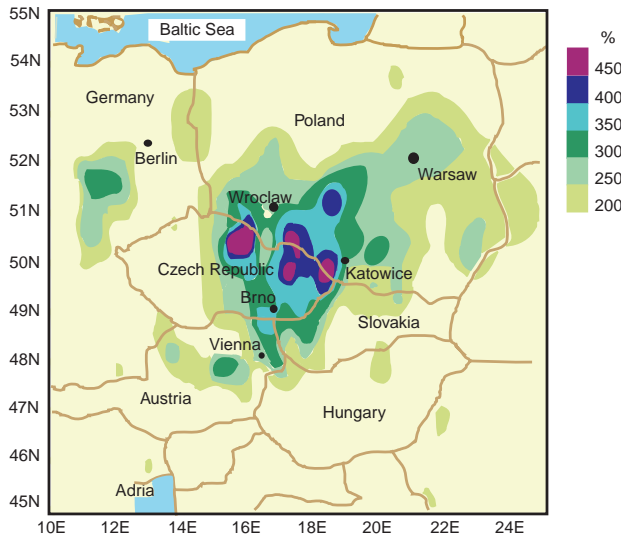 55N
54N
53N
52N
51N
50N
49N
48N
47N
46N
45N
10E 12E 14E 16E 18E 20E 22E 24E
Baltic Sea
Germany
Poland
Berlin
Warsaw
Wroclaw
Czech Republic
Katowice
Brno
Slovakia
Vienna
Austria
Hungary
Adria
%
450
400
350
300
250
200